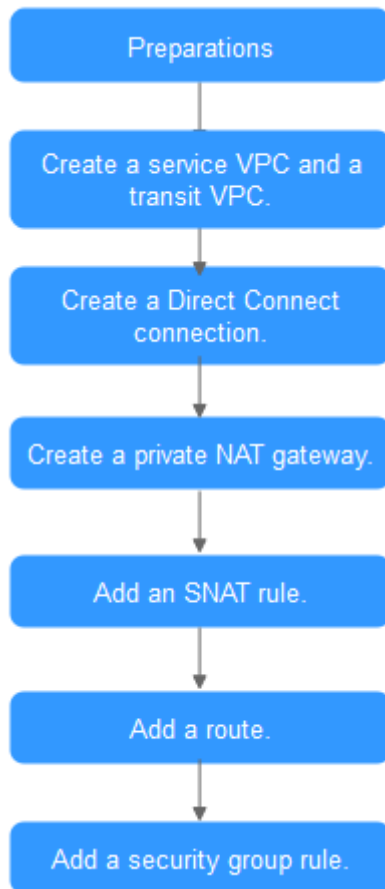 Preparations
Create a service VPC and a
transit VPC.
Create a Direct Connect
connection.
Create a private NAT gateway.
Add an SNAT rule.
Add a route.
Add a security group rule.